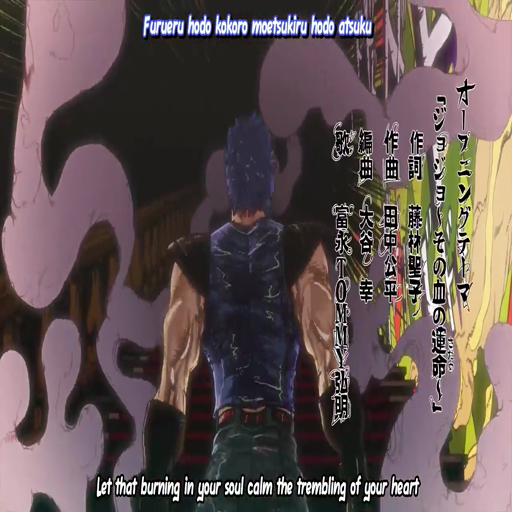 Furueru hodo kokoro moetsukiru hodo atsuku
オープニングテーマ
「ジョジョ～その血の運命～」
さだめ
作詞 藤林聖子
作曲 田中公平
編曲 大谷 幸
歌 富永TOMMY弘明
Let that burning in your soul calm the trembling of your heart